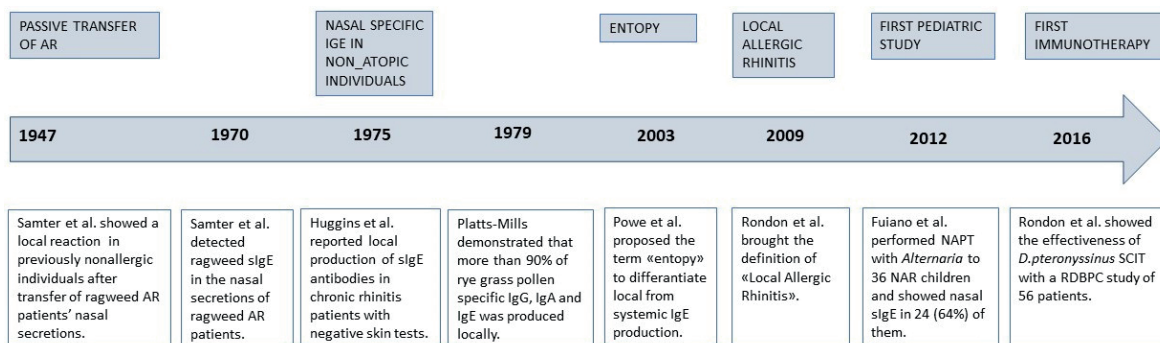 PASSIVE TRANSFER
OF AR
NASAL SPECIFIC
IGE IN
NON_ATOPIC
INDIVIDUALS
ENTOPY
LOCAL
ALLERGIC
RHINITIS
FIRST PEDIATRIC
STUDY
FIRST
IMMUNOTHERAPY
1947
1970
1975
1979
2003
2009
2012
2016
Samter et al. showed a
local reaction in
previously nonallergic
individuals after
transfer of ragweed AR
patients’ nasal
secretions.
Samter et al.
detected
ragweed sIgE
in the nasal
secretions of
ragweed AR
patients.
Huggins et al.
reported local
production of sIgE
antibodies in
chronic rhinitis
patients with
negative skin tests.
Platts-Mills
demonstrated that
more than 90% of
rye grass pollen
specific IgG, IgA and
IgE was produced
locally.
Powe et al.
proposed the
term «entopy» to
differantiate local
from systemic IgE
production.
Rondon et al.
brought the
definition of
«Local Allergic
Rhinitis».
Fuiano et al.
performed NAPT
with Alternaria to
36 NAR children
and showed nasal
sIgE in 24 (64%) of
them.
Rondon et al. showed
the effectiveness of
D.pteronyssinus SCIT
with a RDBPC study of
56 patients.